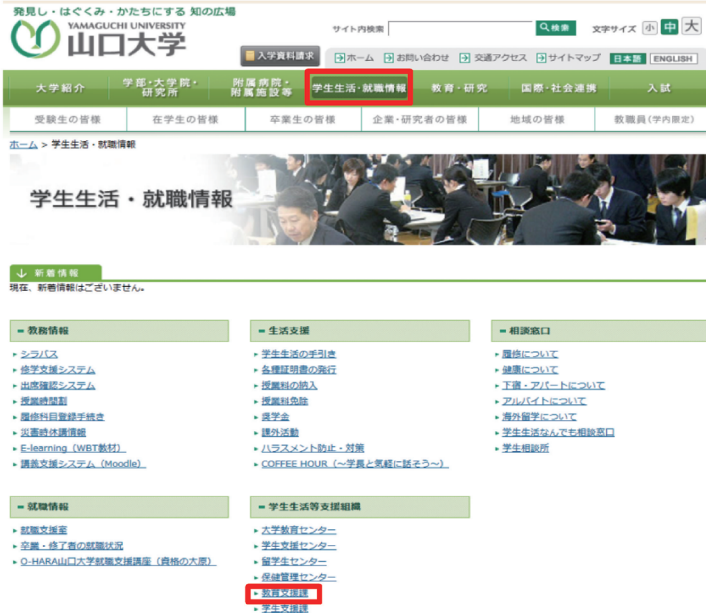 発見し・はぐくみ・かたちにする 知の広場
YAMAGUCHI UNIVERSITY
山口大学
サイト内検索
検索
文字サイズ 小 中 大
入学資料請求
ホーム お問い合わせ 交通アクセス サイトマップ 日本語 ENGLISH
大学紹介
学部・大学院・
研究所
附属病院・
附属施設等
学生生活・就職情報
教育・研究
国際・社会連携
入試
受験生の皆様 在学生の皆様 卒業生の皆様 企業・研究者の皆様 地域の皆様 教職員(学内限定)
ホーム > 学生生活・就職情報
学生生活・就職情報
新着情報
現在、新着情報はございません。
教務情報
シラバス
修学支援システム
出席確認システム
授業時間割
履修科目登録手続き
災害時休講情報
E-learning(WBT教材)
講義支援システム(Moodle)
生活支援
学生生活の手引き
各種証明書の発行
授業料の納入
授業料免除
奨学金
課外活動
ハラスメント防止・対策
COFFEE HOUR(~学長と気軽に話そう~)
相談窓口
履修について
健康について
下宿・アパートについて
アルバイトについて
海外留学について
学生生活なんでも相談窓口
学生相談所
就職情報
就職支援室
卒業・修了者の就職状況
O-HARA山口大学就職支援講座(資格の大原)
学生生活等支援組織
大学教育センター
学生支援センター
留学生センター
保健管理センター
教育支援課
学生支援課